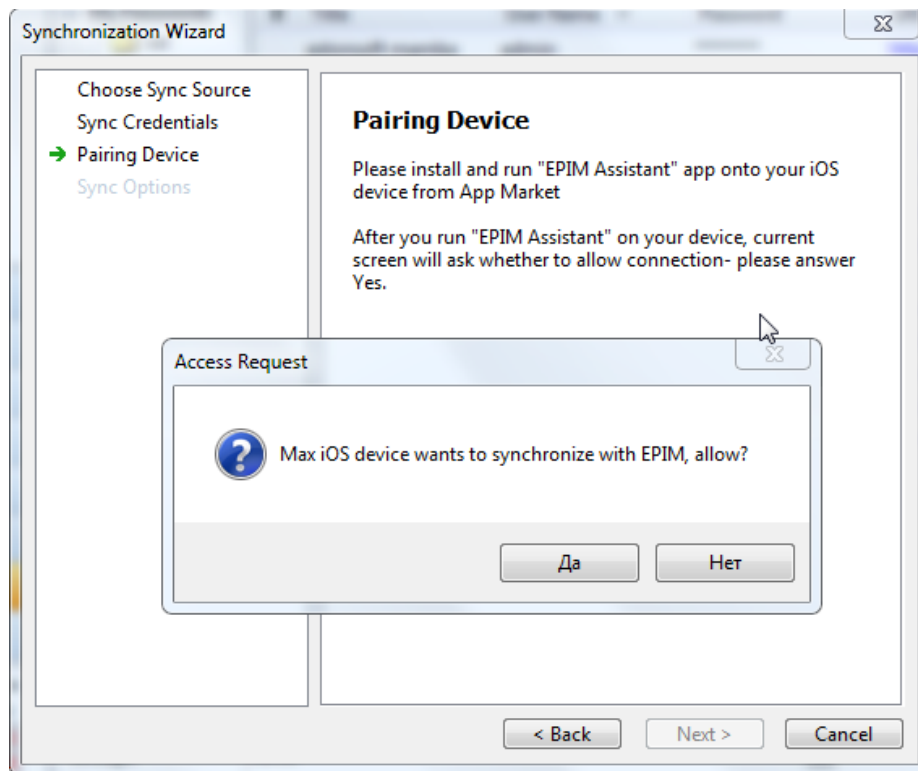 Synchronization Wizard
Choose Sync Source
Sync Credentials
Pairing Device
Sync Options
Pairing Device
Please install and run "EPIM Assistant" app onto your iOS
device from App Market
After you run "EPIM Assistant" on your device, current
screen will ask whether to allow connection- please answer
Yes.
Access Request
Max iOS device wants to synchronize with EPIM, allow?
Да
Нет
< Back
Next >
Cancel